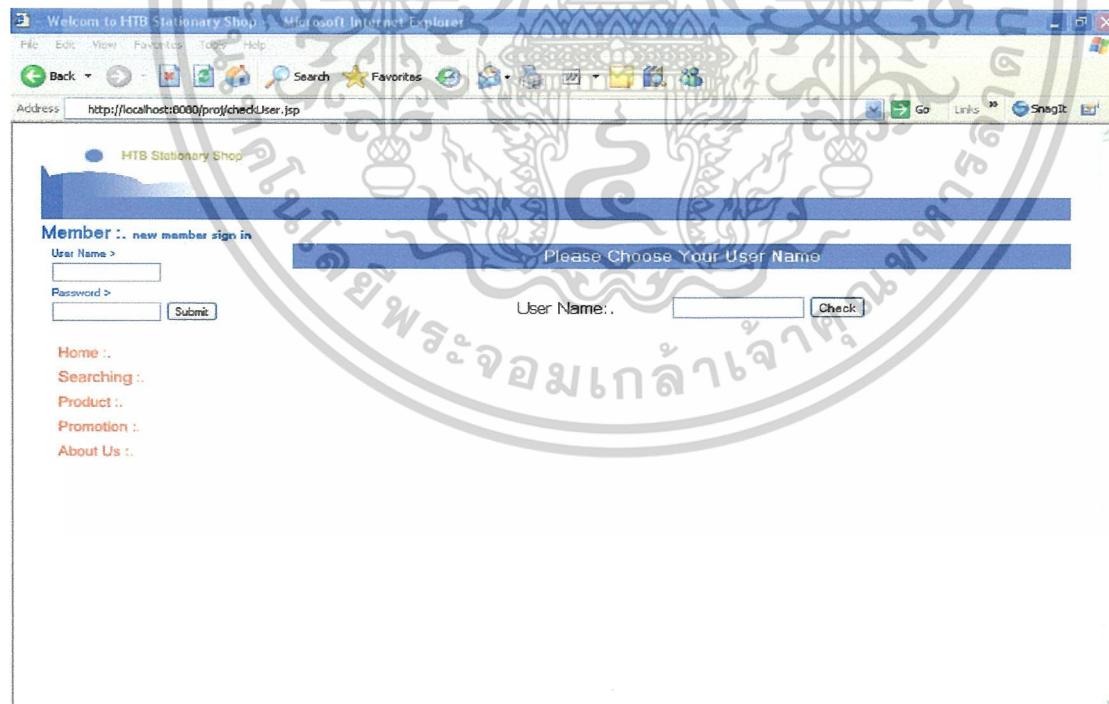 Welcom to HTB Stationary Shop - Microsoft Internet Explorer
File Edit View Favorites Tools Help
Back Search Favorites
Address http://localhost:8080/proj/checkUser.jsp Go Links » SnagIt
HTB Stationary Shop
Member :. new member sign in
User Name >
Please Choose Your User Name
Password >
Submit
User Name:. Check
Home :.
Searching :.
Product :.
Promotion :.
About Us :.
พระจอมเกล้าเจ้าคุณทหารลาด